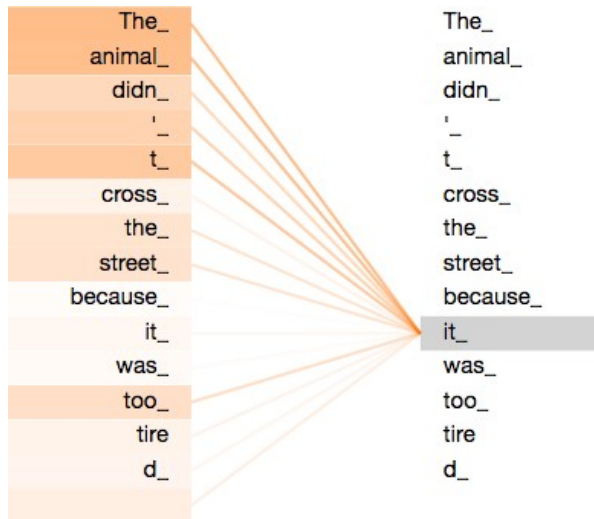 The_ The_
animal_ animal_
didn_ didn_
'_ '_
t_ t_
cross_ cross_
the_ the_
street_ street_
because_ because_
it_ it_
was_ was_
too_ too_
tire tire
d_ d_